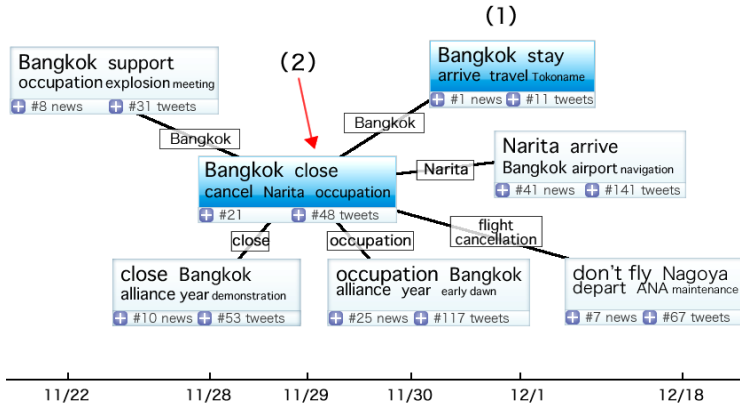 (1)
Bangkok stay
arrive travel Tokoname
#1 news #11 tweets
Bangkok support
occupation explosion meeting
#8 news #31 tweets
(2)
Bangkok
Bangkok
Narita arrive
Bangkok airport navigation
#41 news #141 tweets
Bangkok close
cancel Narita occupation
#21 #48 tweets
Narita
close
occupation
flight
cancellation
close Bangkok
alliance year demonstration
#10 news #53 tweets
occupation Bangkok
alliance year early dawn
#25 news #117 tweets
don't fly Nagoya
depart ANA maintenance
#7 news #67 tweets
11/22 11/28 11/29 11/30 12/1 12/18